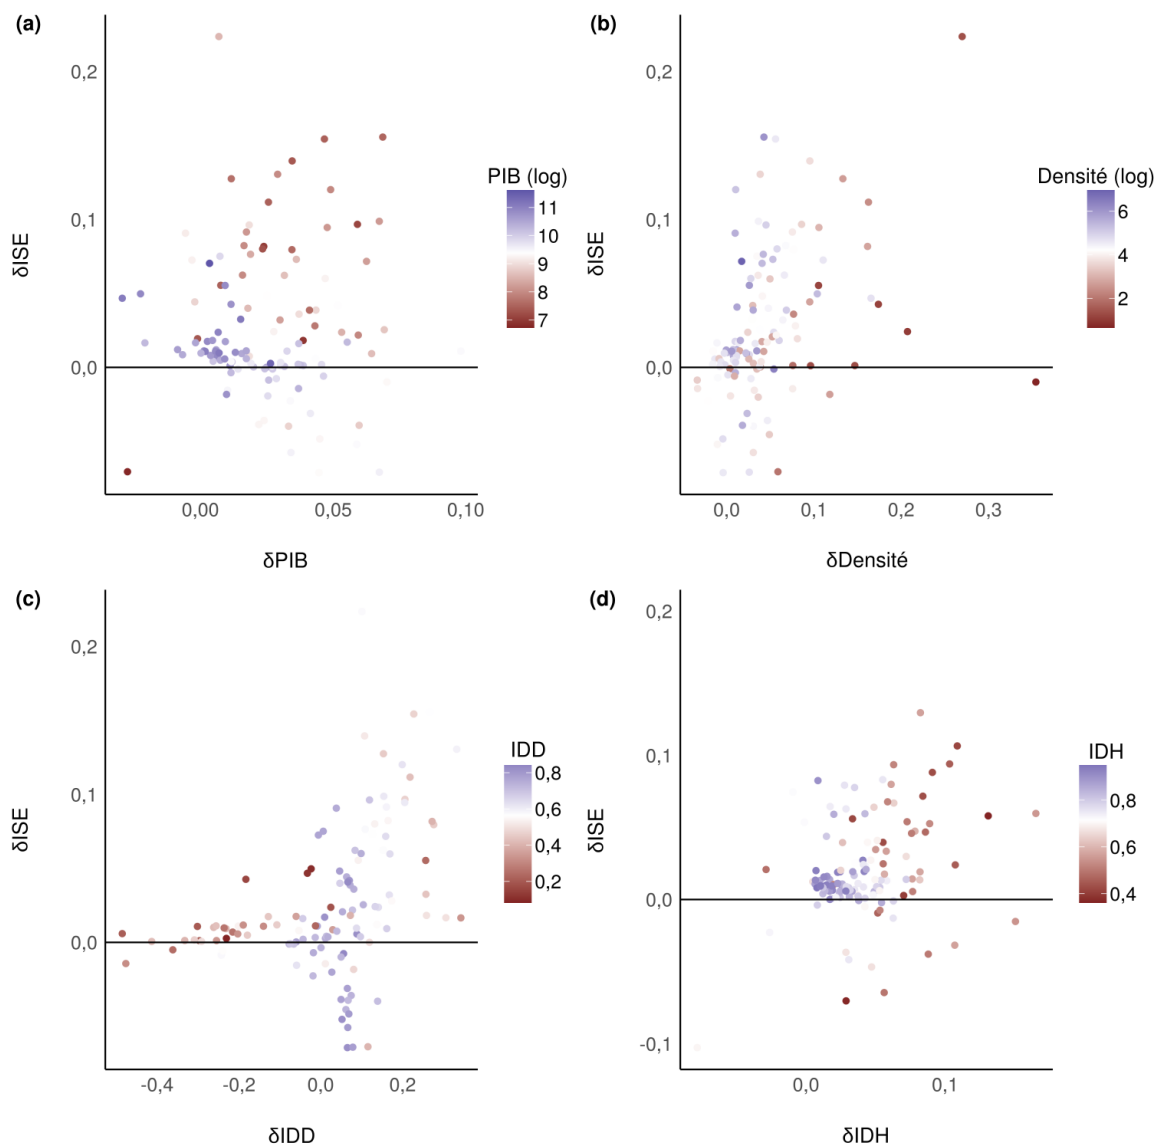 (a)
δISE
0,2
0,1
0,0
0,00 0,05 0,10
δPIB
PIB (log)
11
10
9
8
7
(b)
δISE
0,2
0,1
0,0
0,0 0,1 0,2 0,3
δDensité
Densité (log)
6
4
2
(c)
δISE
0,2
0,1
0,0
-0,4 -0,2 0,0 0,2
δIDD
IDD
0,8
0,6
0,4
0,2
(d)
δISE
0,2
0,1
0,0
-0,1
0,0 0,1
δIDH
IDH
0,8
0,6
0,4